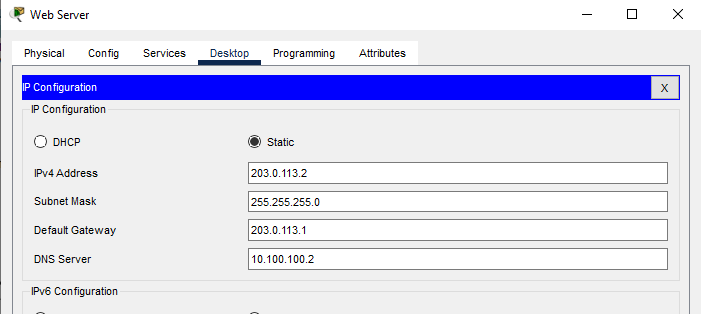 Web Server
Physical Config Services Desktop Programming Attributes
IP Configuration X
IP Configuration
DHCP Static
IPv4 Address 203.0.113.2
Subnet Mask 255.255.255.0
Default Gateway 203.0.113.1
DNS Server 10.100.100.2
IPv6 Configuration